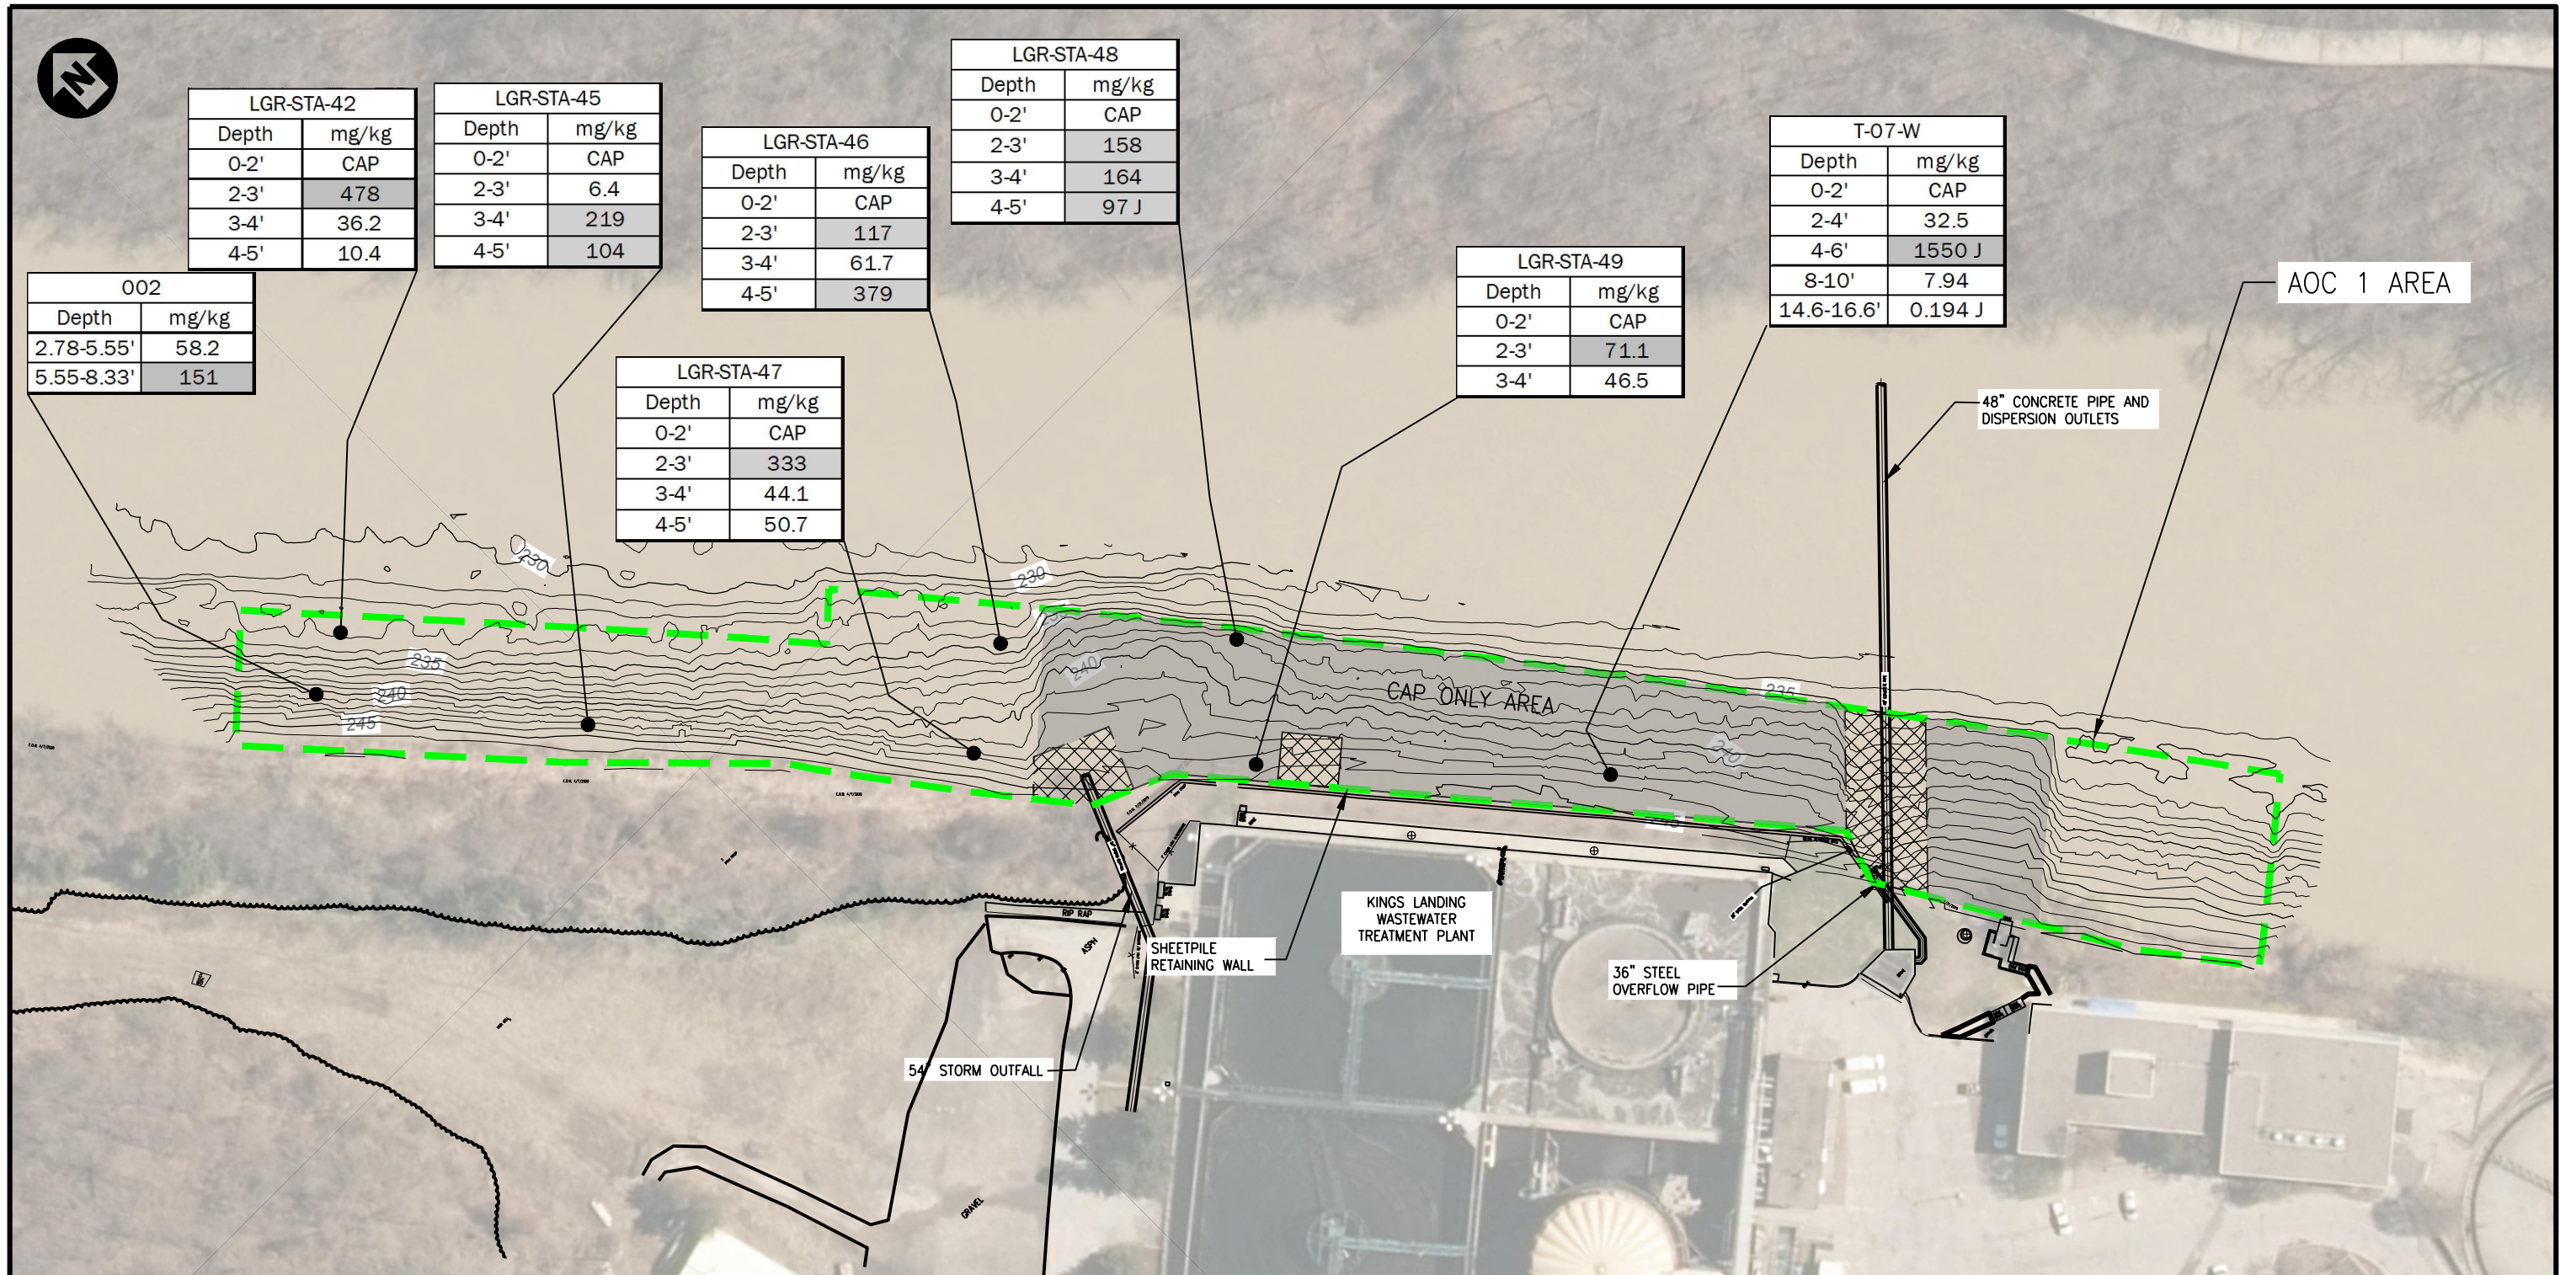 N
LGR-STA-42
Depth mg/kg
0-2' CAP
2-3' 478
3-4' 36.2
4-5' 10.4
LGR-STA-45
Depth mg/kg
0-2' CAP
2-3' 6.4
3-4' 219
4-5' 104
LGR-STA-46
Depth mg/kg
0-2' CAP
2-3' 117
3-4' 61.7
4-5' 379
LGR-STA-48
Depth mg/kg
0-2' CAP
2-3' 158
3-4' 164
4-5' 97 J
T-07-W
Depth mg/kg
0-2' CAP
2-4' 32.5
4-6' 1550 J
8-10' 7.94
14.6-16.6' 0.194 J
LGR-STA-49
Depth mg/kg
0-2' CAP
2-3' 71.1
3-4' 46.5
AOC 1 AREA
002
Depth mg/kg
2.78-5.55' 58.2
5.55-8.33' 151
LGR-STA-47
Depth mg/kg
0-2' CAP
2-3' 333
3-4' 44.1
4-5' 50.7
48" CONCRETE PIPE AND
DISPERSION OUTLETS
230
230
235
240
245
240
CAP ONLY AREA
235
240
KINGS LANDING
WASTEWATER
TREATMENT PLANT
RIP RAP
ASPH
SHEETPILE
RETAINING WALL
36" STEEL
OVERFLOW PIPE
54" STORM OUTFALL
GRAVEL